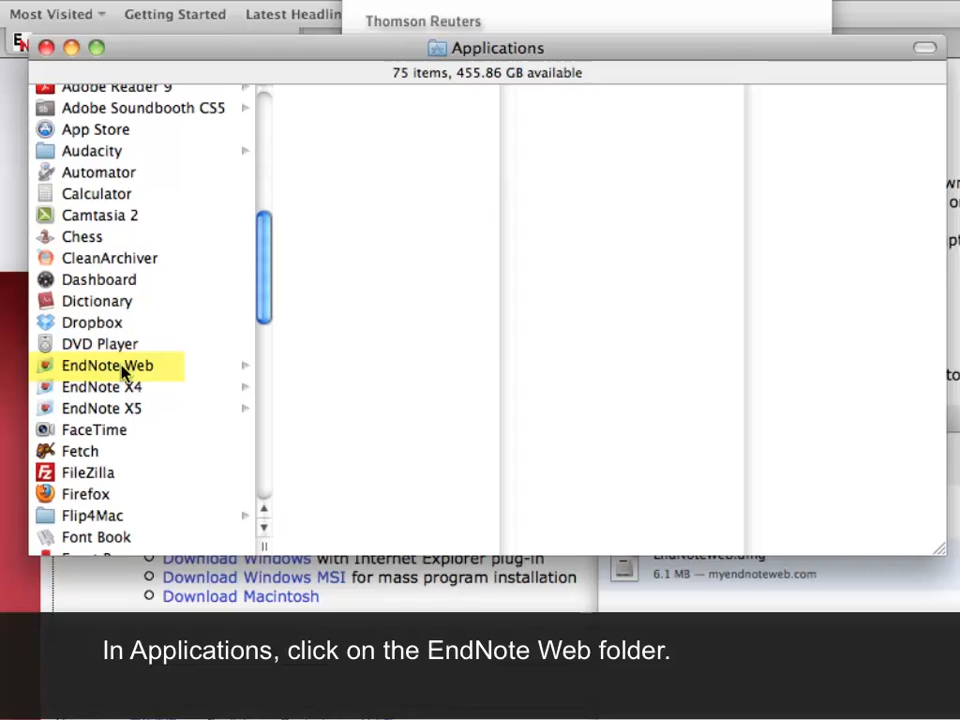 Most Visited Getting Started Latest Headlin
Thomson Reuters
Applications
75 items, 455.86 GB available
Adobe Reader 9
Adobe Soundbooth CS5
App Store
Audacity
Automator
Calculator
Camtasia 2
Chess
CleanArchiver
Dashboard
Dictionary
Dropbox
DVD Player
EndNote Web
EndNote X4
EndNote X5
FaceTime
Fetch
FileZilla
Firefox
Flip4Mac
Font Book
Download Windows with Internet Explorer plug-in
Download Windows MSI for mass program installation
Download Macintosh
6.1 MB — myendnoteweb.com
In Applications, click on the EndNote Web folder.